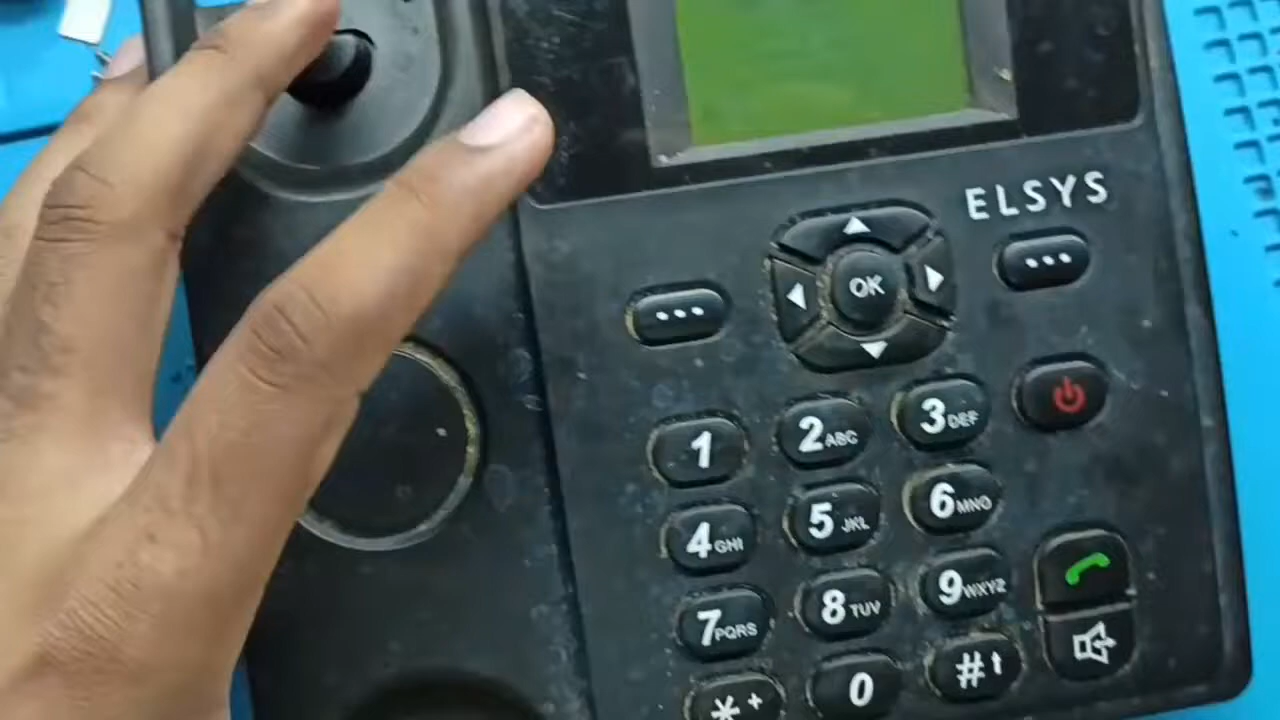 ELSYS
OK
1 2ABC 3DEF
4GHI 5JKL 6MNO
7PQRS 8TUV 9WXYZ
*+ 0 #